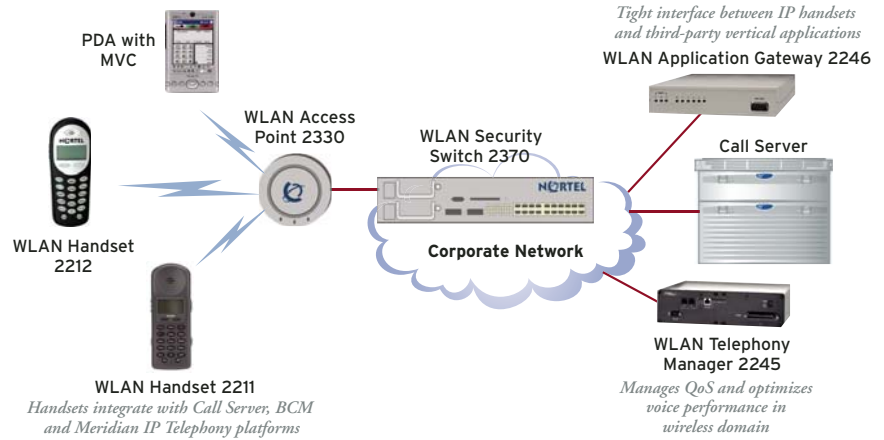 Tight interface between IP handsets
and third-party vertical applications
WLAN Application Gateway 2246
PDA with
MVC
WLAN Access
Point 2330
WLAN Security
Switch 2370
Call Server
NORTEL
NORTEL
WLAN Handset
2212
Corporate Network
WLAN Handset 2211
Handsets integrate with Call Server, BCM
and Meridian IP Telephony platforms
WLAN Telephony
Manager 2245
Manages QoS and optimizes
voice performance in
wireless domain